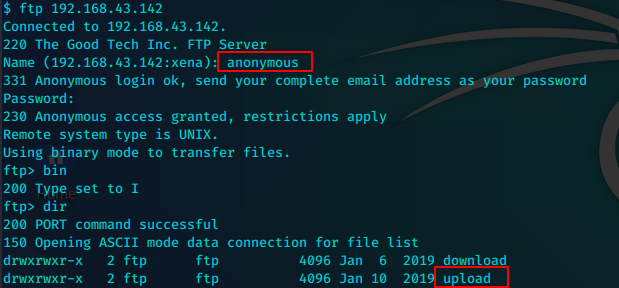 $ ftp 192.168.43.142
Connected to 192.168.43.142.
220 The Good Tech Inc. FTP Server
Name (192.168.43.142:xena): anonymous
331 Anonymous login ok, send your complete email address as your password
Password:
230 Anonymous access granted, restrictions apply
Remote system type is UNIX.
Using binary mode to transfer files.
ftp> bin
200 Type set to I
Home
ftp> dir
200 PORT command successful
150 Opening ASCII mode data connection for file list
drwxrwxr-x   2 ftp      ftp          4096 Jan  6  2019 download
drwxrwxr-x   2 ftp      ftp          4096 Jan 10  2019 upload